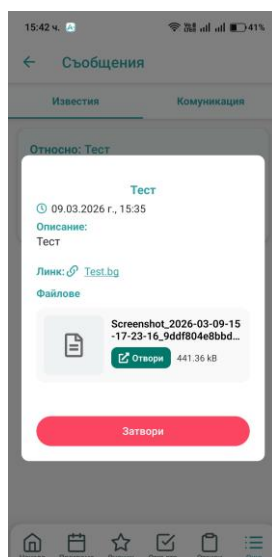 15:42 ч. 41%
Съобщения
Известия Комуникация
Относно: Тест
Тест
09.03.2026 г., 15:35
Описание:
Тест
Линк: Test.bg
Файлове
Screenshot_2026-03-09-15
-17-23-16_9ddf804e8bbd...
Отвори 441.36 kB
Затвори